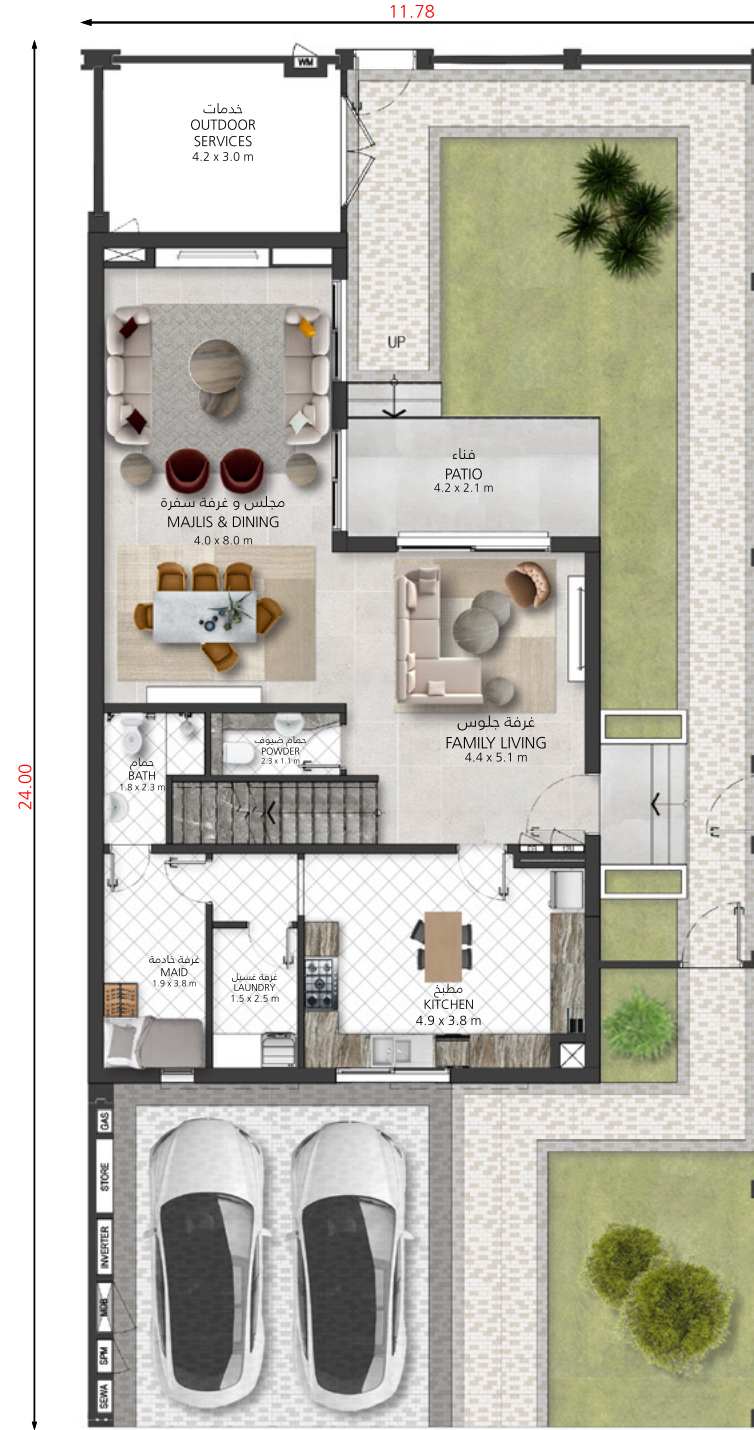 11.78
24.00
WM
خدمات
OUTDOOR
SERVICES
4.2 x 3.0 m
UP
فناء
PATIO
4.2 x 2.1 m
مجلس و غرفة سفرة
MAJLIS & DINING
4.0 x 8.0 m
غرفة جلوس
FAMILY LIVING
4.4 x 5.1 m
حمام ضيوف
POWDER
2.3 x 1.1 m
حمام
BATH
1.8 x 2.3 m
غرفة خادمة
MAID
1.9 x 3.8 m
غرفة غسيل
LAUNDRY
1.5 x 2.5 m
مطبخ
KITCHEN
4.9 x 3.8 m
GAS
STORE
INVERTER
MDB
SPM
SEWA